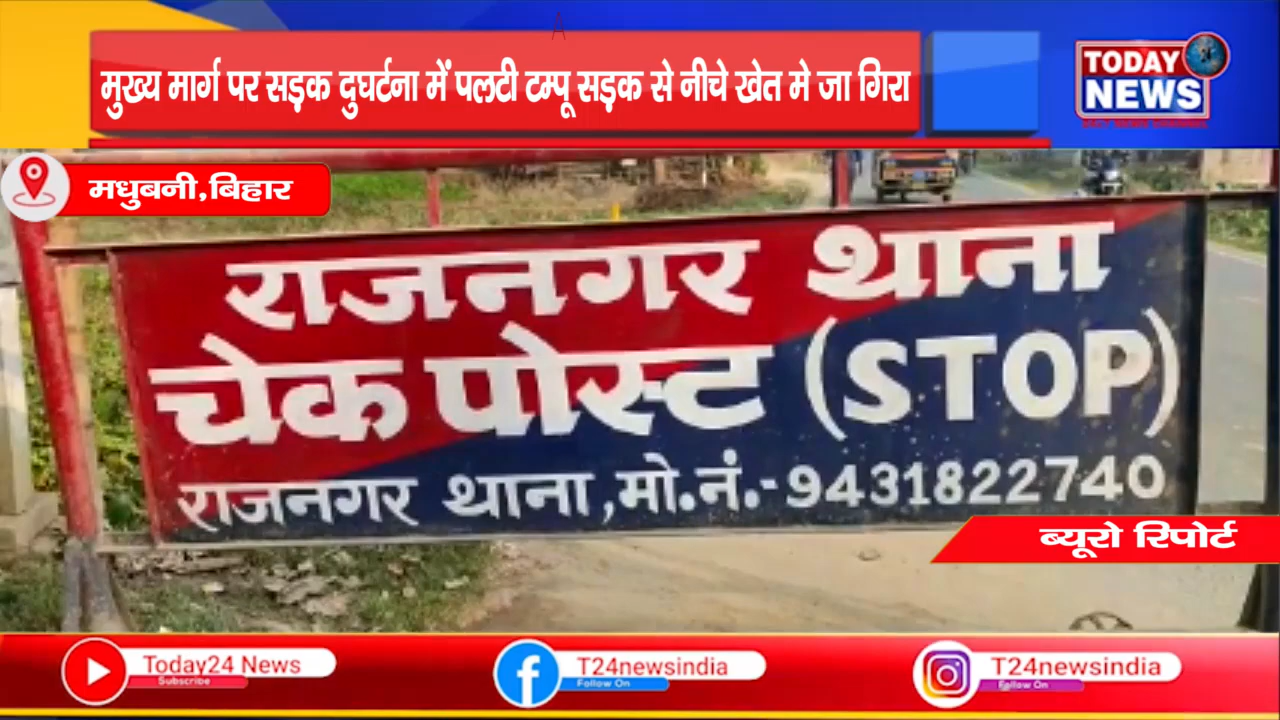 मुख्य मार्ग पर सड़क दुघर्टना में पलटी टम्पू सड़क से नीचे खेत मे जा गिरा
TODAY
NEWS
मधुबनी,बिहार
राजनगर थाना
चेक पोस्ट (STOP)
राजनगर थाना,मो.नं.-9431822740
ब्यूरो रिपोर्ट
Today24 News
Subscribe
T24newsindia
Follow On
T24newsindia
Follow On